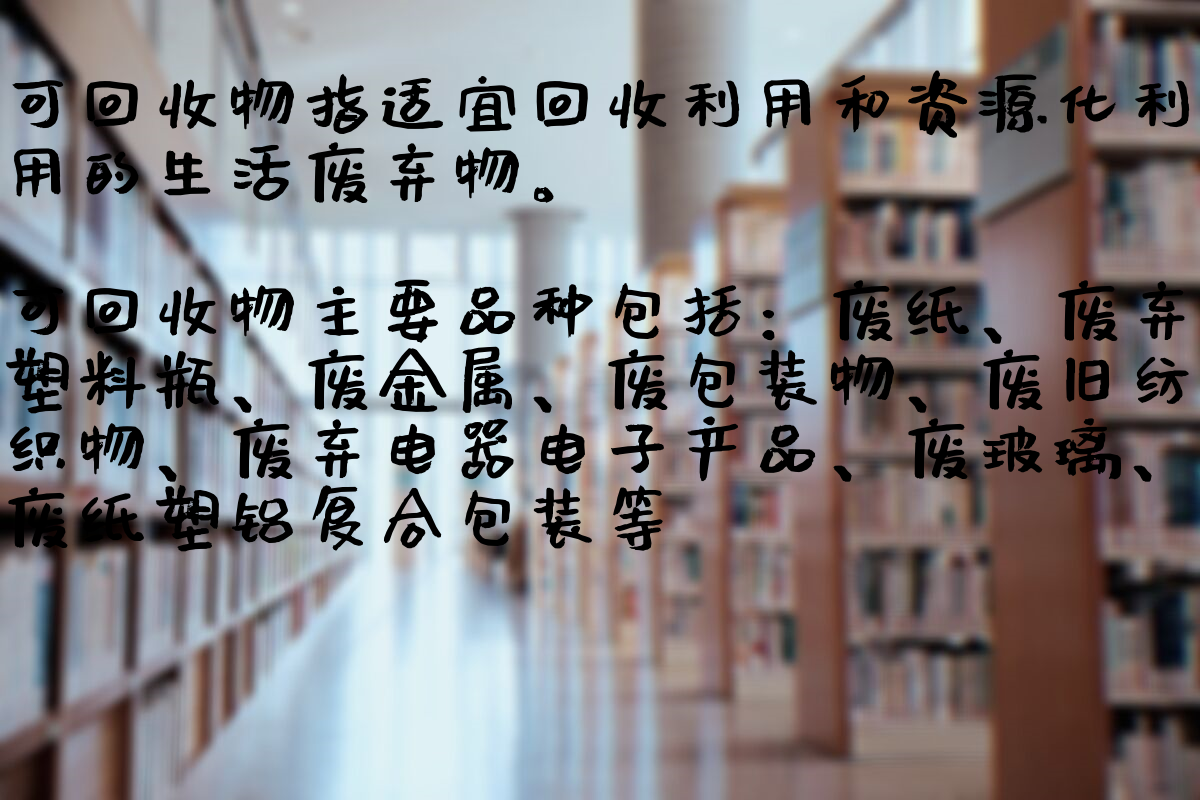 可回收物指适宜回收利用和资源化利
用的生活废弃物。
可回收物主要品种包括：废纸、废弃
塑料瓶、废金属、废包装物、废旧纺
织物、废弃电器电子产品、废玻璃、
废纸塑铝复合包装等